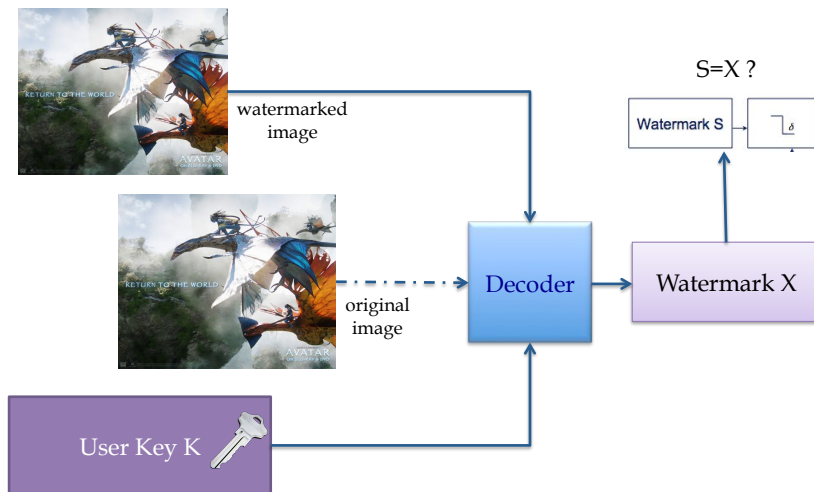 RETURN TO THE WORLD
AVATAR
watermarked
image
S=X ?
Watermark S
δ
RETURN TO THE WORLD
AVATAR
original
image
Decoder
Watermark X
User Key K